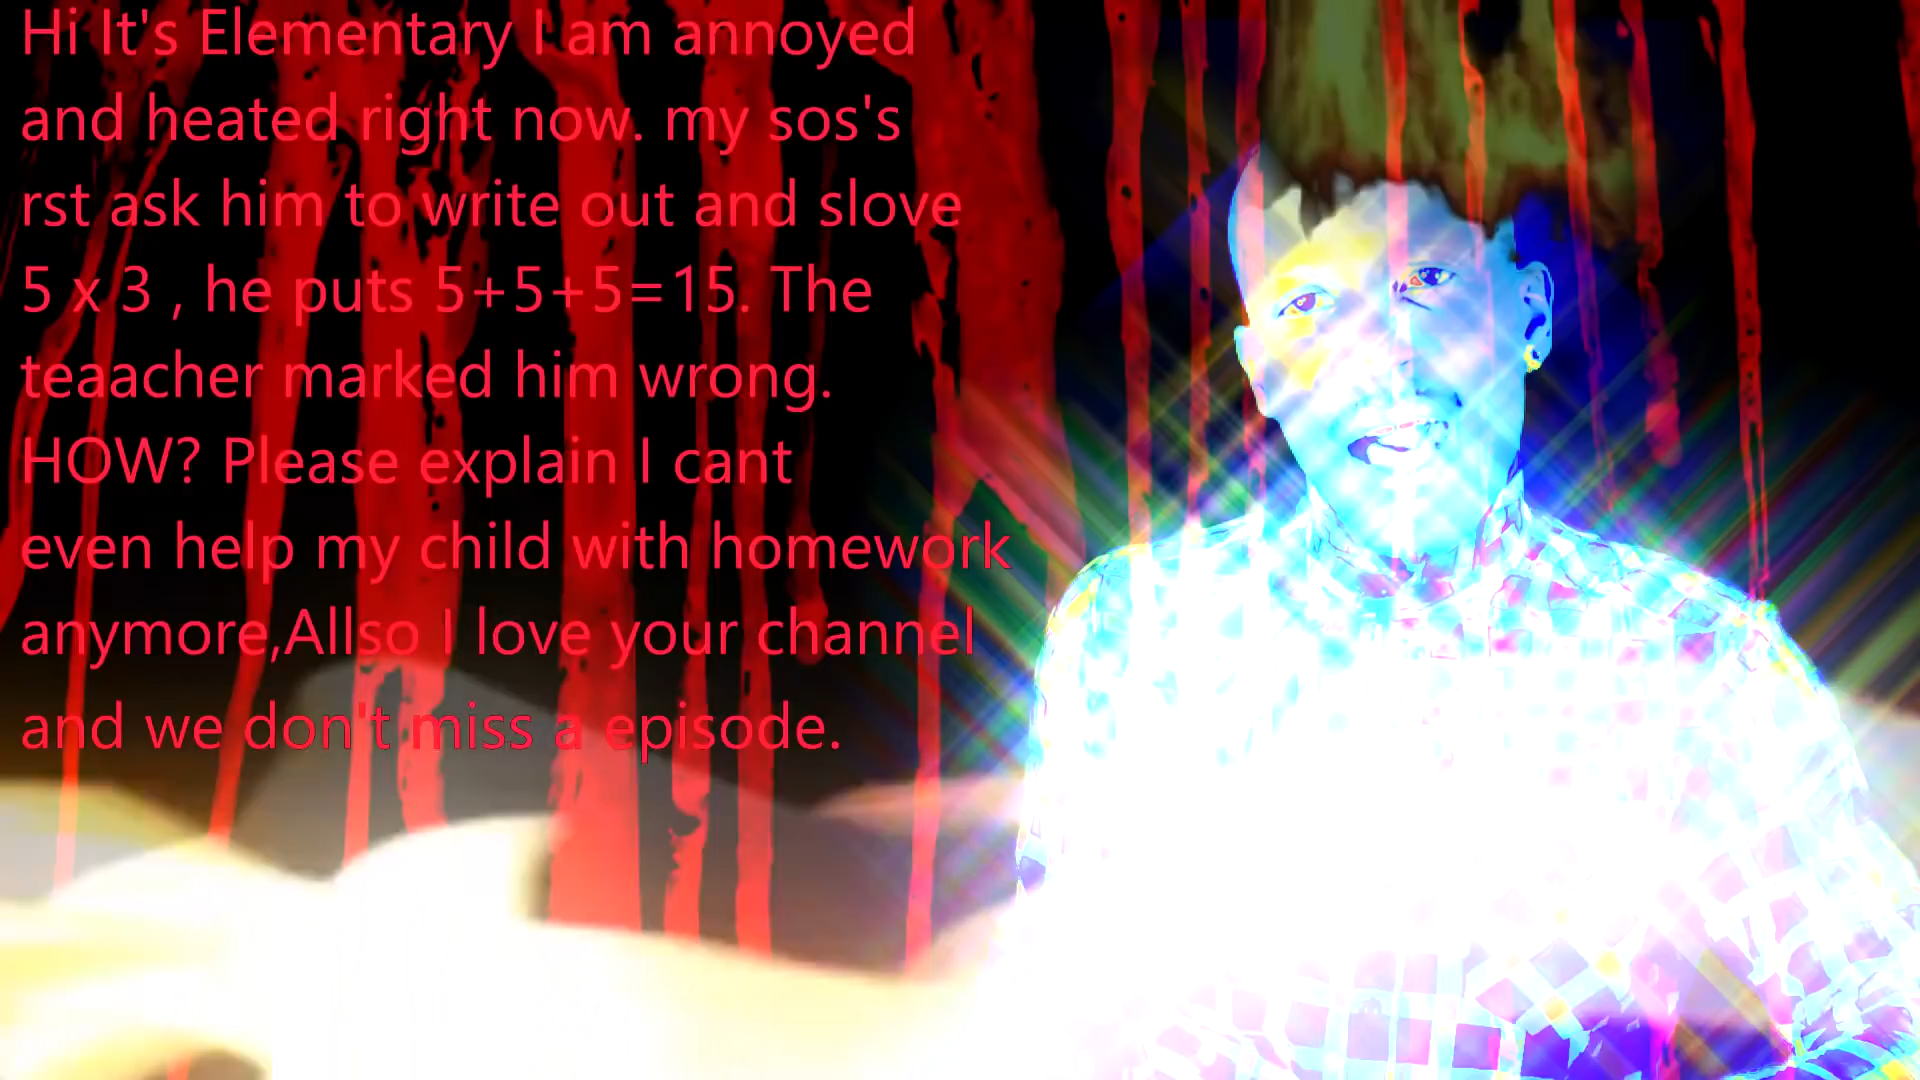 Hi It's Elementary I am annoyed
and heated right now. my sos's
rst ask him to write out and slove
5 x 3 , he puts 5+5+5=15. The
teaacher marked him wrong.
HOW? Please explain I cant
even help my child with homework
anymore,Allso I love your channel
and we don't miss a episode.